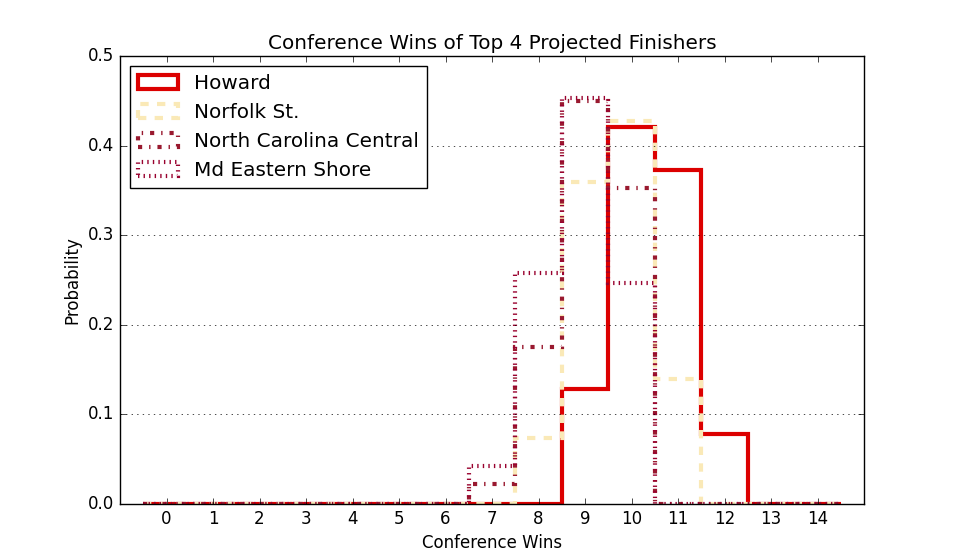 Conference Wins of Top 4 Projected Finishers
0.5
Howard
Norfolk St.
North Carolina Central
Md Eastern Shore
0.4
0.3
0.2
0.1
0.0
Probability
0 1 2 3 4 5 6 7 8 9 10 11 12 13 14
Conference Wins